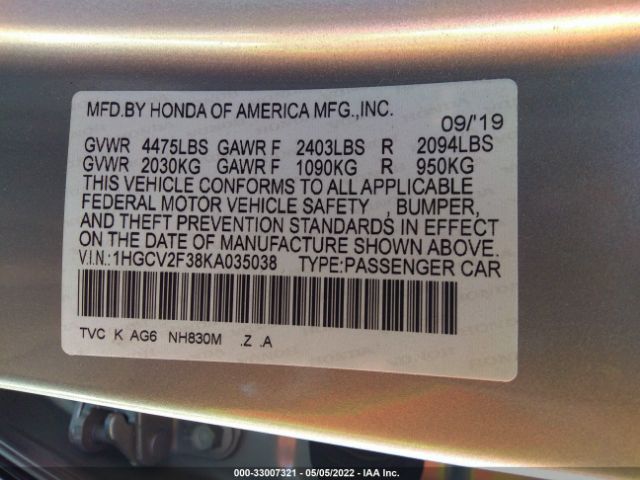 MFD.BY HONDA OF AMERICA MFG.,INC.
09/'19
GVWR 4475LBS GAWR F 2403LBS R 2094LBS
GVWR 2030KG GAWR F 1090KG R 950KG
THIS VEHICLE CONFORMS TO ALL APPLICABLE
FEDERAL MOTOR VEHICLE SAFETY , BUMPER,
AND THEFT PREVENTION STANDARDS IN EFFECT
ON THE DATE OF MANUFACTURE SHOWN ABOVE.
V.I.N.:1HGCV2F38KA035038 TYPE:PASSENGER CAR
TVC K AG6 NH830M .Z .A
000-33007321 - 05/05/2022 - IAA Inc.